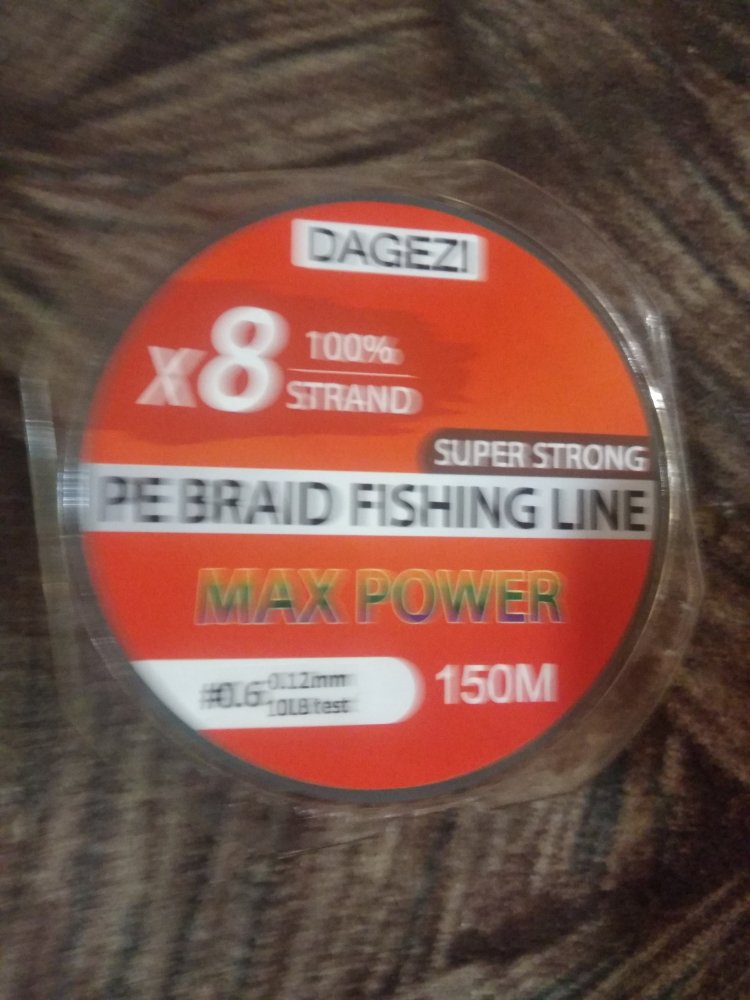 DAGEZI
x8 100%
STRAND
SUPER STRONG
PE BRAID FISHING LINE
MAX POWER
#0.6 0.12mm
10LB test
150M